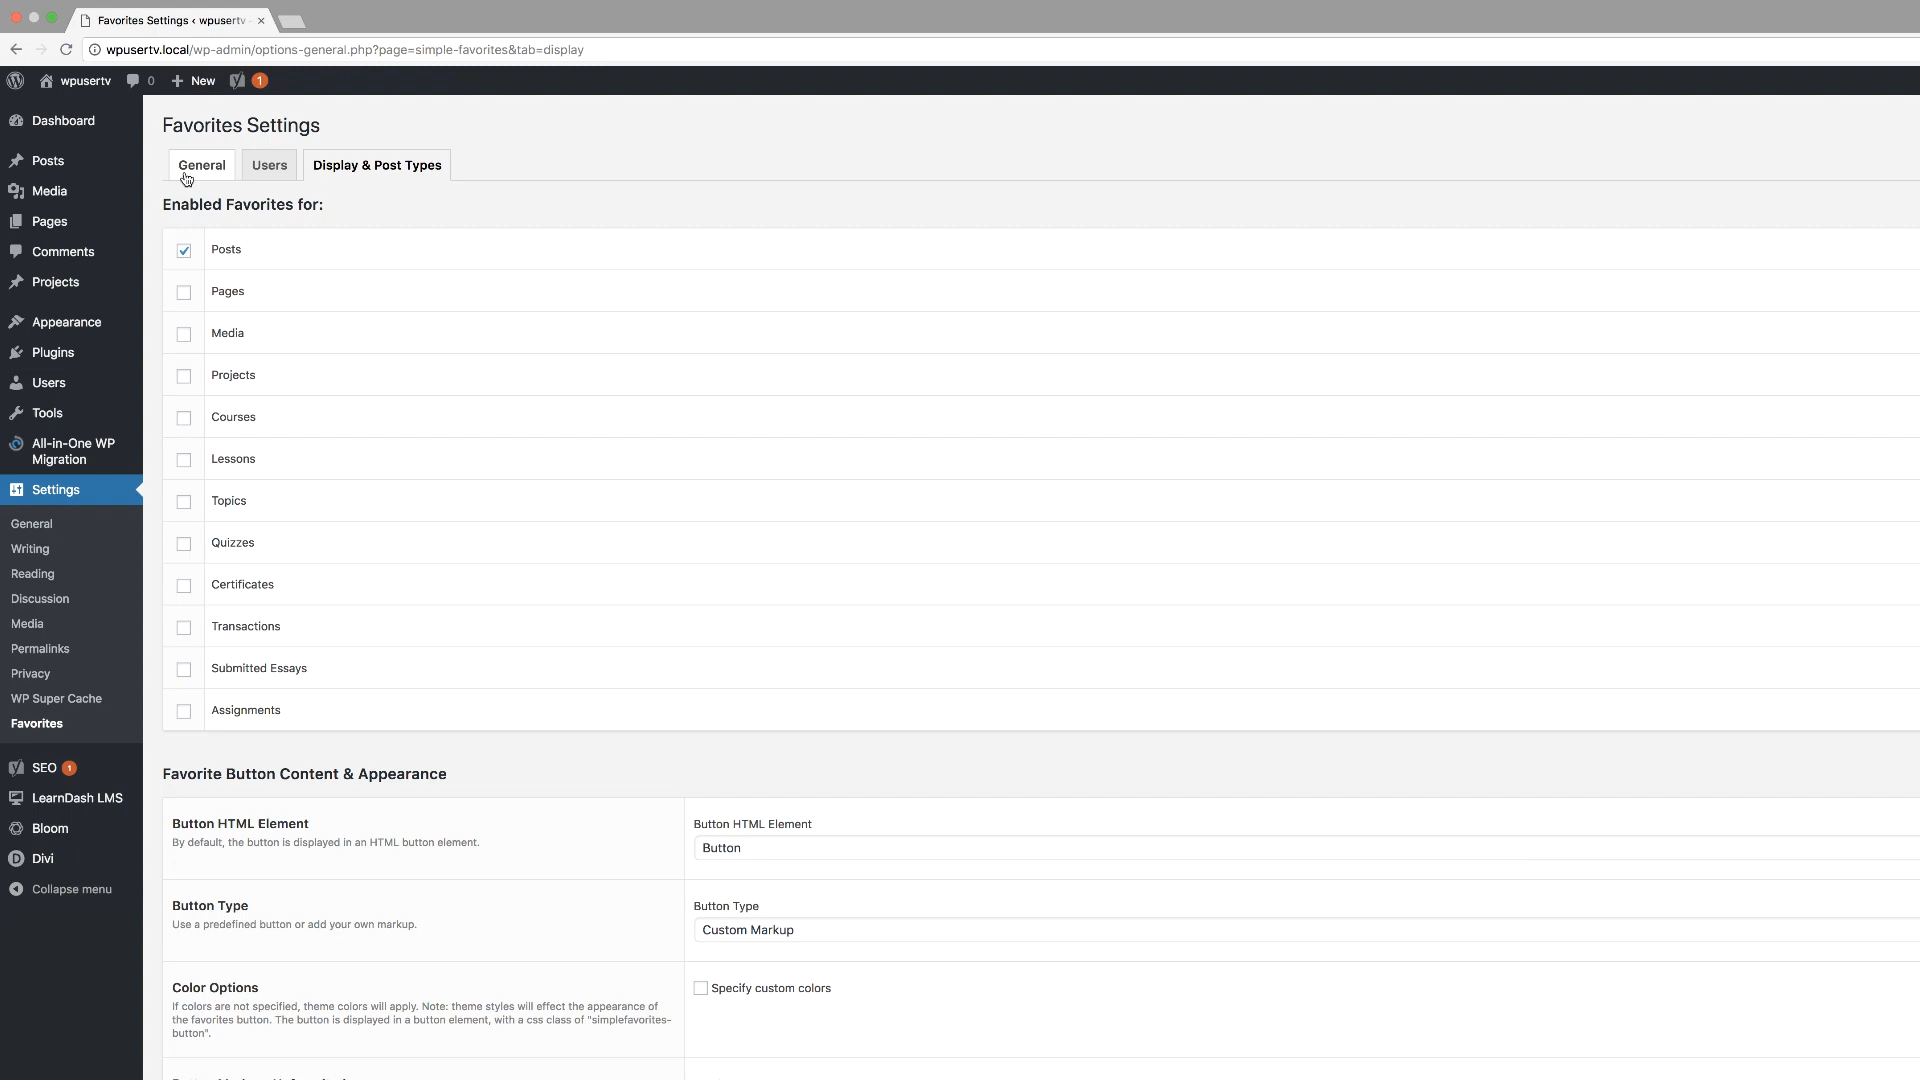 Favorites Settings ‹ wpusertv
wpusertv.local/wp-admin/options-general.php?page=simple-favorites&tab=display
wpusertv 0 New 1
Dashboard
Posts
Media
Pages
Comments
Projects
Appearance
Plugins
Users
Tools
All-in-One WP
Migration
Settings
General
Writing
Reading
Discussion
Media
Permalinks
Privacy
WP Super Cache
Favorites
SEO 1
LearnDash LMS
Bloom
Divi
Collapse menu
Favorites Settings
General Users Display & Post Types
Enabled Favorites for:
Posts
Pages
Media
Projects
Courses
Lessons
Topics
Quizzes
Certificates
Transactions
Submitted Essays
Assignments
Favorite Button Content & Appearance
Button HTML Element
By default, the button is displayed in an HTML button element.
Button HTML Element
Button
Button Type
Use a predefined button or add your own markup.
Button Type
Custom Markup
Color Options
If colors are not specified, theme colors will apply. Note: theme styles will effect the appearance of
the favorites button. The button is displayed in a button element, with a css class of "simplefavorites-
button".
Specify custom colors